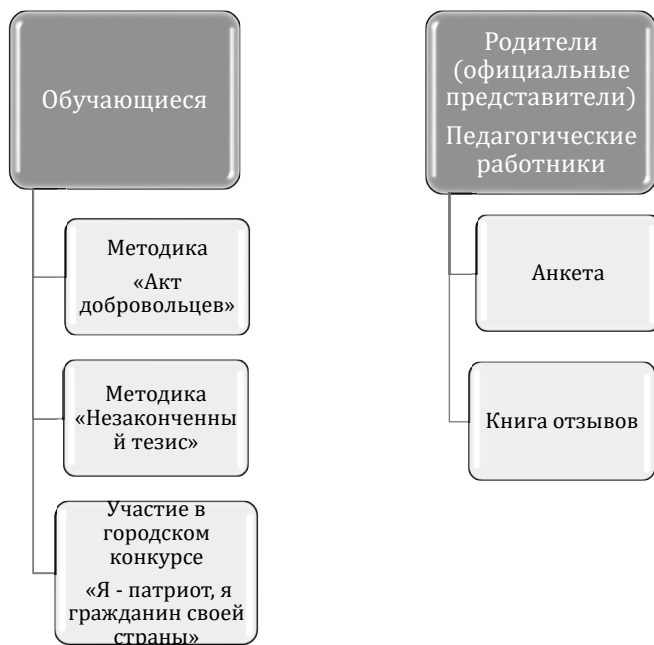 Обучающиеся
Методика
«Акт
добровольцев»
Методика
«Незаконченны
й тезис»
Участие в
городском
конкурсе
«Я - патриот, я
гражданин своей
страны»
Родители
(официальные
представители)
Педагогические
работники
Анкета
Книга отзывов